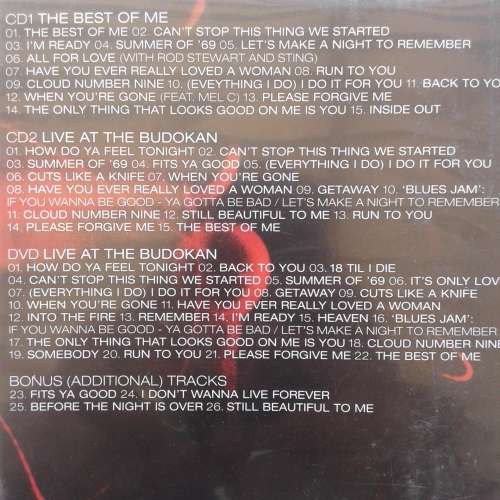 CD1 THE BEST OF ME
01. THE BEST OF ME 02. CAN'T STOP THIS THING WE STARTED
03. I'M READY 04. SUMMER OF '69 05. LET'S MAKE A NIGHT TO REMEMBER
06. ALL FOR LOVE (WITH ROD STEWART AND STING)
07. HAVE YOU EVER REALLY LOVED A WOMAN 08. RUN TO YOU
09. CLOUD NUMBER NINE 10. (EVEYTHING I DO) I DO IT FOR YOU 11. BACK TO YO
12. WHEN YOU'RE GONE (FEAT. MEL C) 13. PLEASE FORGIVE ME
14. THE ONLY THING THAT LOOKS GOOD ON ME IS YOU 15. INSIDE OUT
CD2 LIVE AT THE BUDOKAN
01. HOW DO YA FEEL TONIGHT 02. CAN'T STOP THIS THING WE STARTED
03. SUMMER OF '69 04. FITS YA GOOD 05. (EVERYTHING I DO) I DO IT FOR YOU
06. CUTS LIKE A KNIFE 07. WHEN YOU'RE GONE
08. HAVE YOU EVER REALLY LOVED A WOMAN 09. GETAWAY 10. 'BLUES JAM':
IF YOU WANNA BE GOOD - YA GOTTA BE BAD / LET'S MAKE A NIGHT TO REMEMBER
11. CLOUD NUMBER NINE 12. STILL BEAUTIFUL TO ME 13. RUN TO YOU
14. PLEASE FORGIVE ME 15. THE BEST OF ME
DVD LIVE AT THE BUDOKAN
01. HOW DO YA FEEL TONIGHT 02. BACK TO YOU 03. 18 TIL I DIE
04. CAN'T STOP THIS THING WE STARTED 05. SUMMER OF '69 06. IT'S ONLY LOV
07. (EVERYTHING I DO) I DO IT FOR YOU 08. GETAWAY 09. CUTS LIKE A KNIFE
10. WHEN YOU'RE GONE 11. HAVE YOU EVER REALLY LOVED A WOMAN
12. INTO THE FIRE 13. REMEMBER 14. I'M READY 15. HEAVEN 16. 'BLUES JAM':
IF YOU WANNA BE GOOD - YA GOTTA BE BAD / LET'S MAKE A NIGHT TO REMEMBER
17. THE ONLY THING THAT LOOKS GOOD ON ME IS YOU 18. CLOUD NUMBER NINE
19. SOMEBODY 20. RUN TO YOU 21. PLEASE FORGIVE ME 22. THE BEST OF ME
BONUS (ADDITIONAL) TRACKS
23. FITS YA GOOD 24. I DON'T WANNA LIVE FOREVER
25. BEFORE THE NIGHT IS OVER 26. STILL BEAUTIFUL TO ME